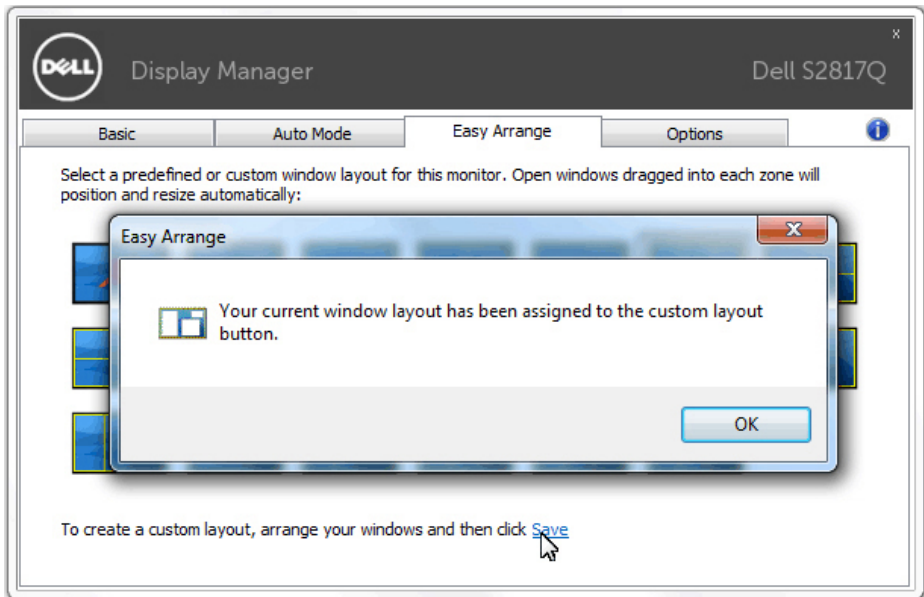 DELL
Display Manager
Dell S2817Q
x
Basic
Auto Mode
Easy Arrange
Options
i
Select a predefined or custom window layout for this monitor. Open windows dragged into each zone will
position and resize automatically:
Easy Arrange
X
Your current window layout has been assigned to the custom layout
button.
OK
To create a custom layout, arrange your windows and then click Save